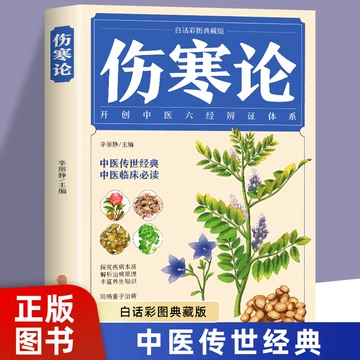 白话彩图典藏版
伤寒论
开创中医六经辨证体系
辛丽静/主编
中医传世经典
中医临床必读
探究疾病本质
解析治病原理
丰富养生知识
防病重于治病
白话彩图典藏版
伤寒论
辛丽静/主编
正版
图书
中医传世经典